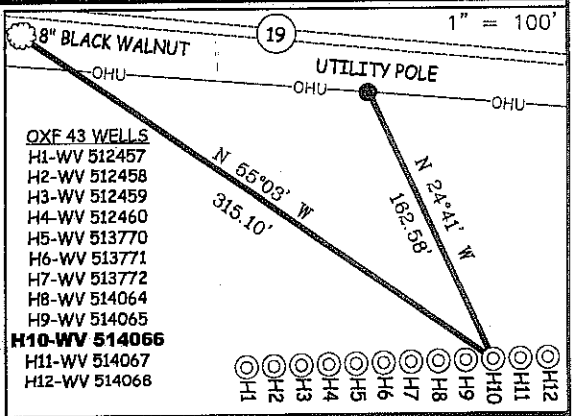 1" = 100'
19
8" BLACK WALNUT
OHU
UTILITY POLE
OHU
OHU
OXF 43 WELLS
H1-WV 512457
H2-WV 512458
H3-WV 512459
H4-WV 512460
H5-WV 513770
H6-WV 513771
H7-WV 513772
H8-WV 514064
H9-WV 514065
H10-WV 514066
H11-WV 514067
H12-WV 514068
N 55°03' W
315.10'
N 24°41' W
162.58'
H1
H2
H3
H4
H5
H6
H7
H8
H9
H10
H11
H12